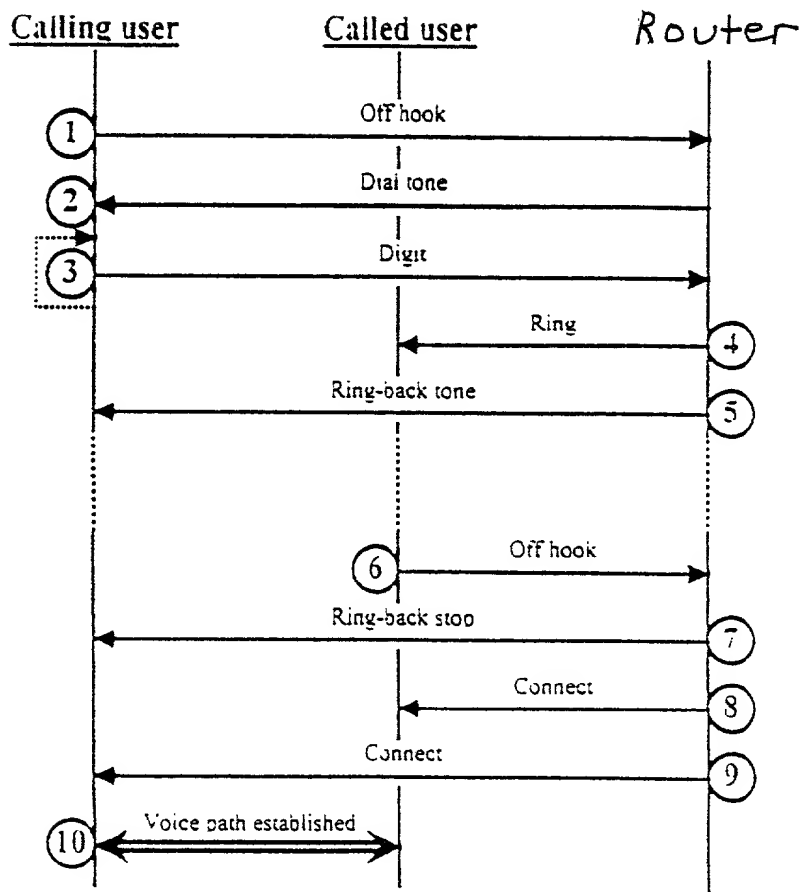 Calling user Called user Router
Off hook
1
Dial tone
2
Digit
3
Ring
4
Ring-back tone
5
Off hook
6
Ring-back stop
7
Connect
8
Connect
9
Voice path established
10